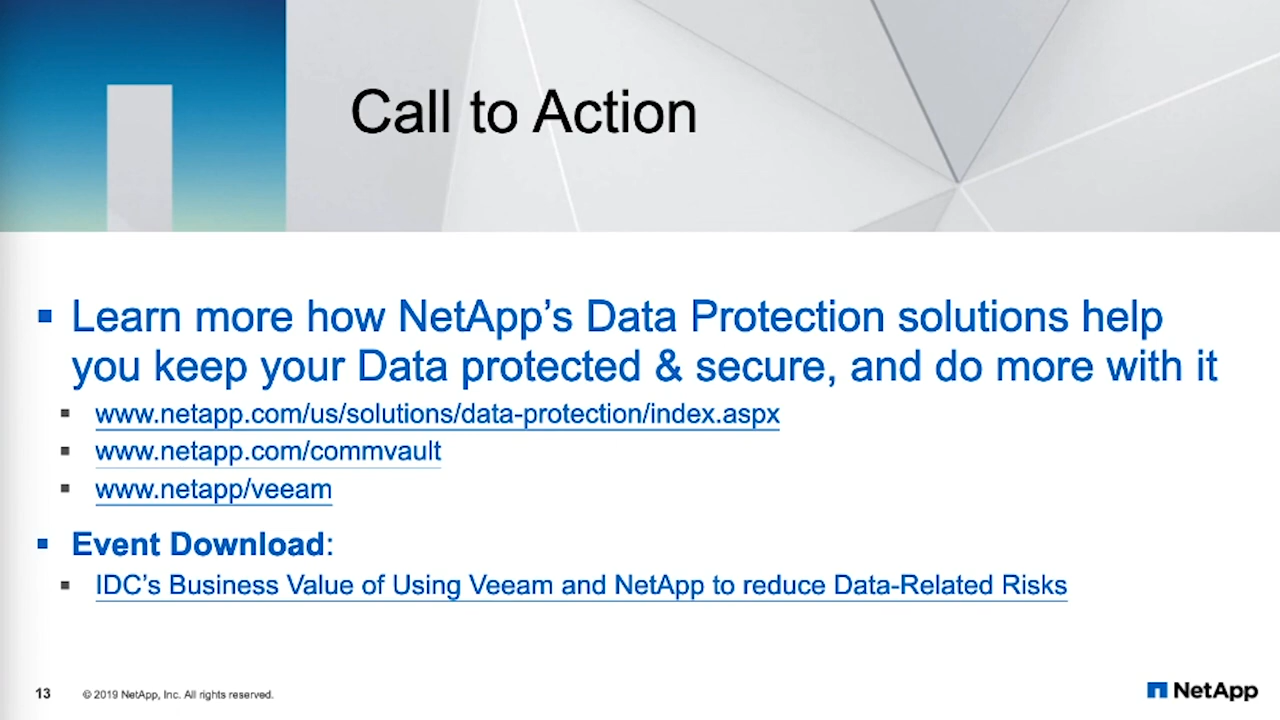 Call to Action
Learn more how NetApp’s Data Protection solutions help
you keep your Data protected & secure, and do more with it
www.netapp.com/us/solutions/data-protection/index.aspx
www.netapp.com/commvault
www.netapp/veeam
Event Download:
IDC’s Business Value of Using Veeam and NetApp to reduce Data-Related Risks
13 © 2019 NetApp, Inc. All rights reserved.
NetApp